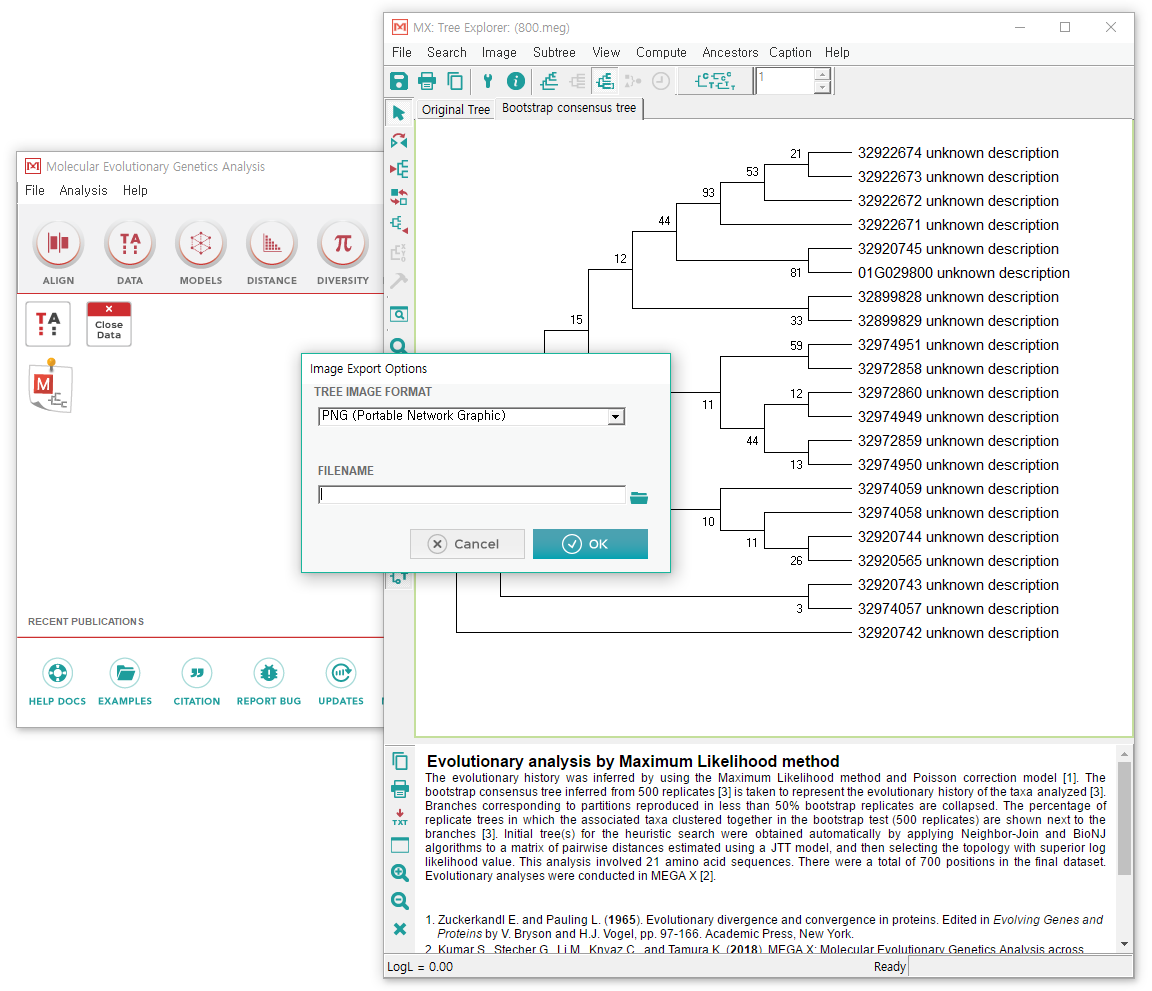 MX: Tree Explorer: (800.meg)
File Search Image Subtree View Compute Ancestors Caption Help
1
Original Tree Bootstrap consensus tree
Molecular Evolutionary Genetics Analysis
File Analysis Help
ALIGN DATA MODELS DISTANCE DIVERSITY
TA
π
TA
Close
Data
M
RECENT PUBLICATIONS
HELP DOCS EXAMPLES CITATION REPORT BUG UPDATES
Image Export Options
TREE IMAGE FORMAT
PNG (Portable Network Graphic)
FILENAME
Cancel OK
21
32922674 unknown description
53
32922673 unknown description
93
32922672 unknown description
44
32922671 unknown description
32920745 unknown description
12
81
01G029800 unknown description
32899828 unknown description
15
33
32899829 unknown description
59
32974951 unknown description
32972858 unknown description
12
32972860 unknown description
11
32974949 unknown description
44
32972859 unknown description
13
32974950 unknown description
32974059 unknown description
10
32974058 unknown description
11
32920744 unknown description
26
32920565 unknown description
32920743 unknown description
3
32974057 unknown description
32920742 unknown description
TXT
Evolutionary analysis by Maximum Likelihood method
The evolutionary history was inferred by using the Maximum Likelihood method and Poisson correction model [1]. The
bootstrap consensus tree inferred from 500 replicates [3] is taken to represent the evolutionary history of the taxa analyzed [3].
Branches corresponding to partitions reproduced in less than 50% bootstrap replicates are collapsed. The percentage of
replicate trees in which the associated taxa clustered together in the bootstrap test (500 replicates) are shown next to the
branches [3]. Initial tree(s) for the heuristic search were obtained automatically by applying Neighbor-Join and BioNJ
algorithms to a matrix of pairwise distances estimated using a JTT model, and then selecting the topology with superior log
likelihood value. This analysis involved 21 amino acid sequences. There were a total of 700 positions in the final dataset.
Evolutionary analyses were conducted in MEGA X [2].
1. Zuckerkandl E. and Pauling L. (1965). Evolutionary divergence and convergence in proteins. Edited in Evolving Genes and
Proteins by V. Bryson and H.J. Vogel, pp. 97-166. Academic Press, New York.
2. Kumar S., Stecher G., Li M., Knyaz C., and Tamura K. (2018). MEGA X: Molecular Evolutionary Genetics Analysis across
LogL = 0.00
Ready